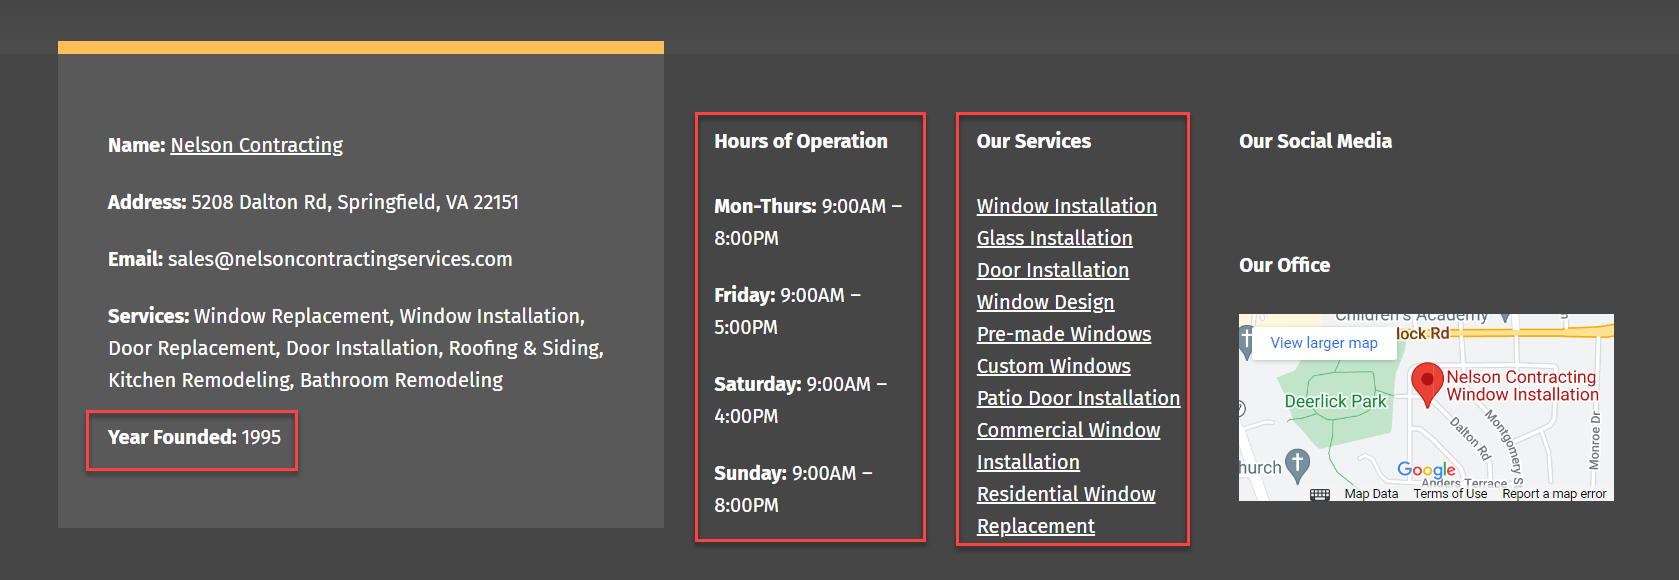 Name: Nelson Contracting
Address: 5208 Dalton Rd, Springfield, VA 22151
Email: sales@nelsoncontractingservices.com
Services: Window Replacement, Window Installation,
Door Replacement, Door Installation, Roofing & Siding,
Kitchen Remodeling, Bathroom Remodeling
Year Founded: 1995
Hours of Operation
Mon-Thurs: 9:00AM –
8:00PM
Friday: 9:00AM –
5:00PM
Saturday: 9:00AM –
4:00PM
Sunday: 9:00AM –
8:00PM
Our Services
Window Installation
Glass Installation
Door Installation
Window Design
Pre-made Windows
Custom Windows
Patio Door Installation
Commercial Window
Installation
Residential Window
Replacement
Our Social Media
Our Office
Children's Academy
lock Rd
View larger map
Nelson Contracting
Window Installation
Deerlick Park
Dalton Rd
Montgomery S
Monroe Dr
hurch
Google
Anders Terrace
Map Data
Terms of Use
Report a map error